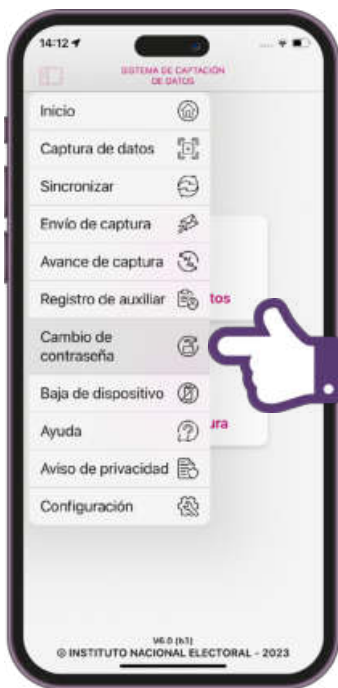 14:12
SISTEMA DE CAPTACIÓN
DE DATOS
Inicio
Captura de datos
Sincronizar
Envío de captura
Avance de captura
Registro de auxiliar
tos
Cambio de
contraseña
Baja de dispositivo
Ayuda
ura
Aviso de privacidad
Configuración
V6.0 (b1)
© INSTITUTO NACIONAL ELECTORAL - 2023